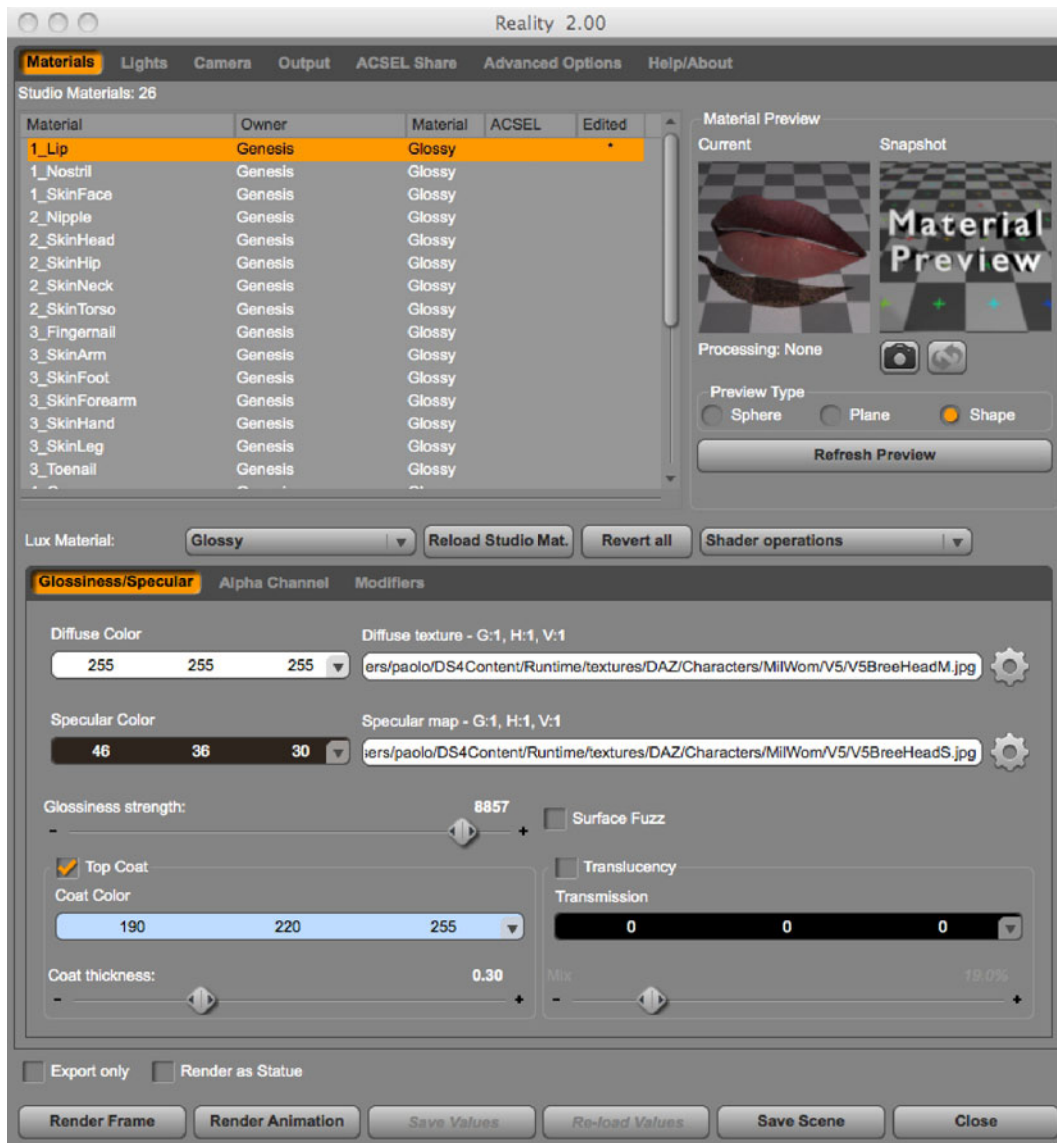 Reality 2.00
Materials Lights Camera Output ACSEL Share Advanced Options Help/About
Studio Materials: 26
Material Owner Material ACSEL Edited
1_Lip Genesis Glossy *
1_Nostril Genesis Glossy
1_SkinFace Genesis Glossy
2_Nipple Genesis Glossy
2_SkinHead Genesis Glossy
2_SkinHip Genesis Glossy
2_SkinNeck Genesis Glossy
2_SkinTorso Genesis Glossy
3_Fingernail Genesis Glossy
3_SkinArm Genesis Glossy
3_SkinFoot Genesis Glossy
3_SkinForearm Genesis Glossy
3_SkinHand Genesis Glossy
3_SkinLeg Genesis Glossy
3_Toenail Genesis Glossy
Material Preview
Current Snapshot
Material
Preview
Processing: None
Preview Type
Sphere Plane Shape
Refresh Preview
Lux Material: Glossy Reload Studio Mat. Revert all Shader operations
Glossiness/Specular Alpha Channel Modifiers
Diffuse Color Diffuse texture - G:1, H:1, V:1
255 255 255 ers/paolo/DS4Content/Runtime/textures/DAZ/Characters/MilWom/V5/V5BreeHeadM.jpg
Specular Color Specular map - G:1, H:1, V:1
46 36 30 sers/paolo/DS4Content/Runtime/textures/DAZ/Characters/MilWom/V5/V5BreeHeadS.jpg
Glossiness strength: 8857 Surface Fuzz
- +
Top Coat Translucency
Coat Color Transmission
190 220 255 0 0 0
Coat thickness: 0.30 Mix 19.0%
- + - +
Export only Render as Statue
Render Frame Render Animation Save Values Re-load Values Save Scene Close